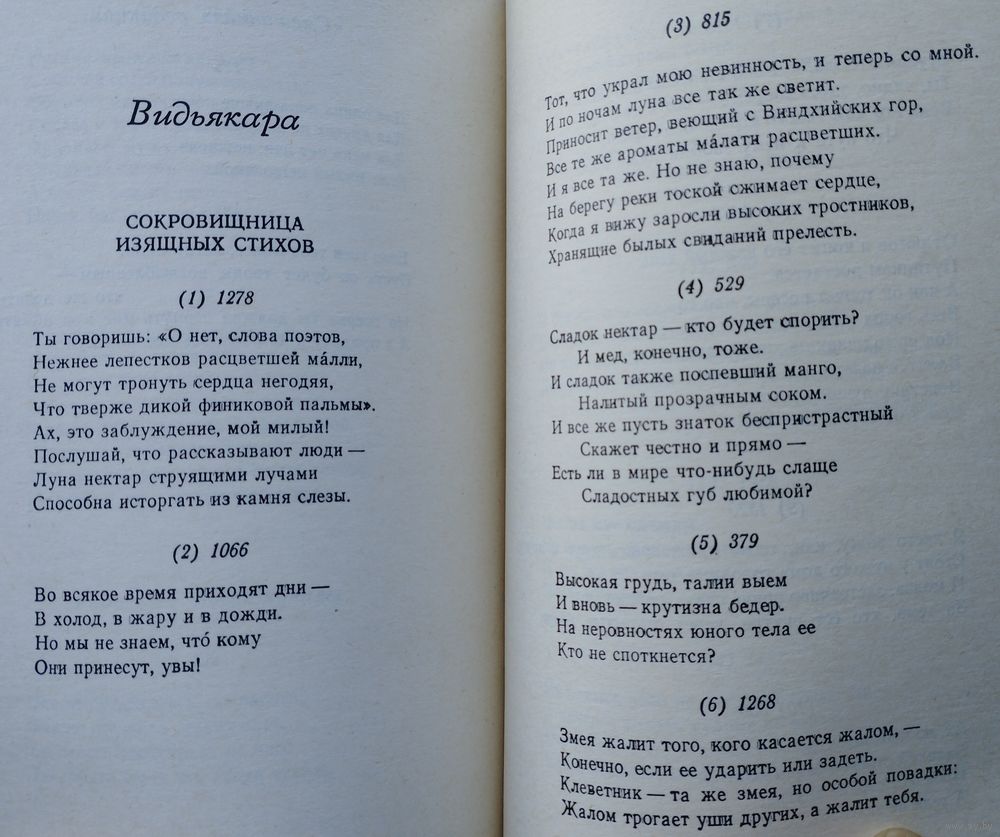 Видьякара
СОКРОВИЩНИЦА
ИЗЯЩНЫХ СТИХОВ
(1) 1278
Ты говоришь: «О нет, слова поэтов,
Нежнее лепестков расцветшей мáлли,
Не могут тронуть сердца негодяя,
Что тверже дикой финиковой пальмы».
Ах, это заблуждение, мой милый!
Послушай, что рассказывают люди —
Луна нектар струящими лучами
Способна исторгать из камня слезы.
(2) 1066
Во всякое время приходят дни —
В холод, в жару и в дожди.
Но мы не знаем, чтó кому
Они принесут, увы!
(3) 815
Тот, что украл мою невинность, и теперь со мной.
И по ночам луна все так же светит.
Приносит ветер, веющий с Виндхийских гор,
Все те же ароматы мáлати расцветших.
И я все та же. Но не знаю, почему
На берегу реки тоской сжимает сердце,
Когда я вижу заросли высоких тростников,
Хранящие былых свиданий прелесть.
(4) 529
Сладок нектар — кто будет спорить?
И мед, конечно, тоже.
И сладок также поспевший манго,
Налитый прозрачным соком.
И все же пусть знаток беспристрастный
Скажет честно и прямо —
Есть ли в мире что-нибудь слаще
Сладостных губ любимой?
(5) 379
Высокая грудь, талии выем
И вновь — крутизна бедер.
На неровностях юного тела ее
Кто не споткнется?
(6) 1268
Змея жалит того, кого касается жалом, —
Конечно, если ее ударить или задеть.
Клеветник — та же змея, но особой повадки:
Жалом трогает уши других, а жалит тебя.